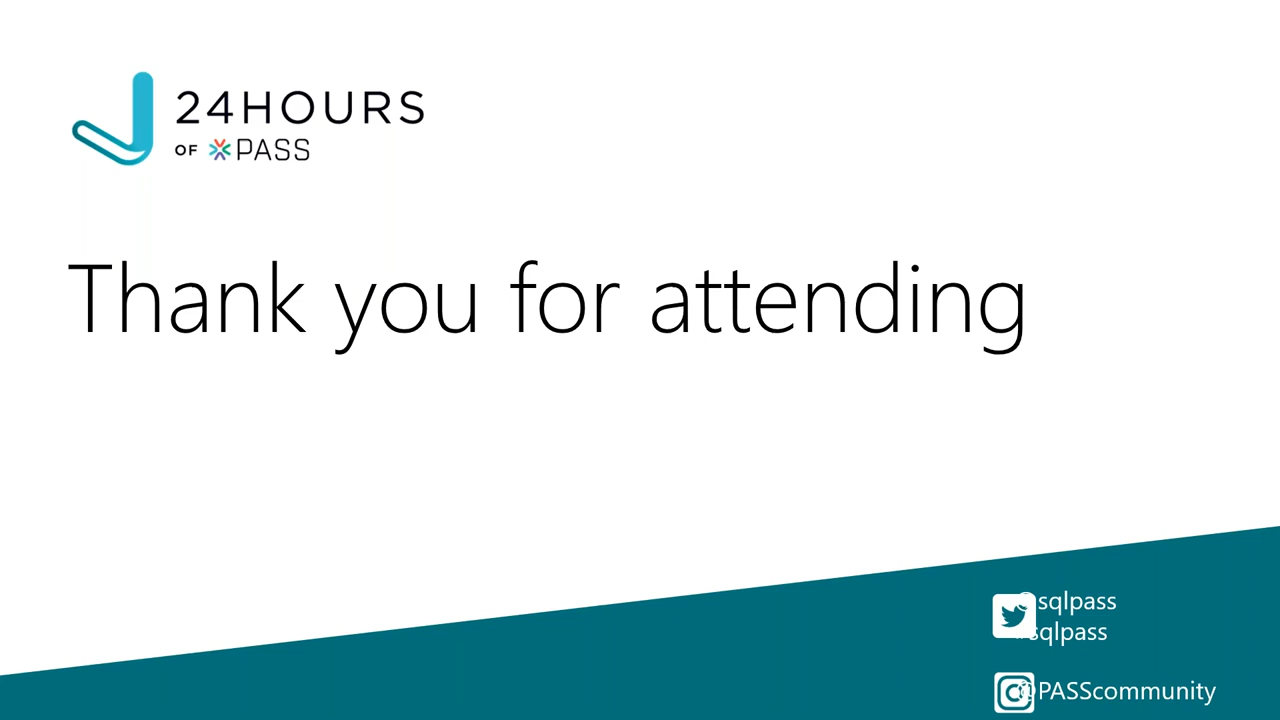 24HOURS
OF PASS
Thank you for attending
@sqlpass
#sqlpass
@PASScommunity